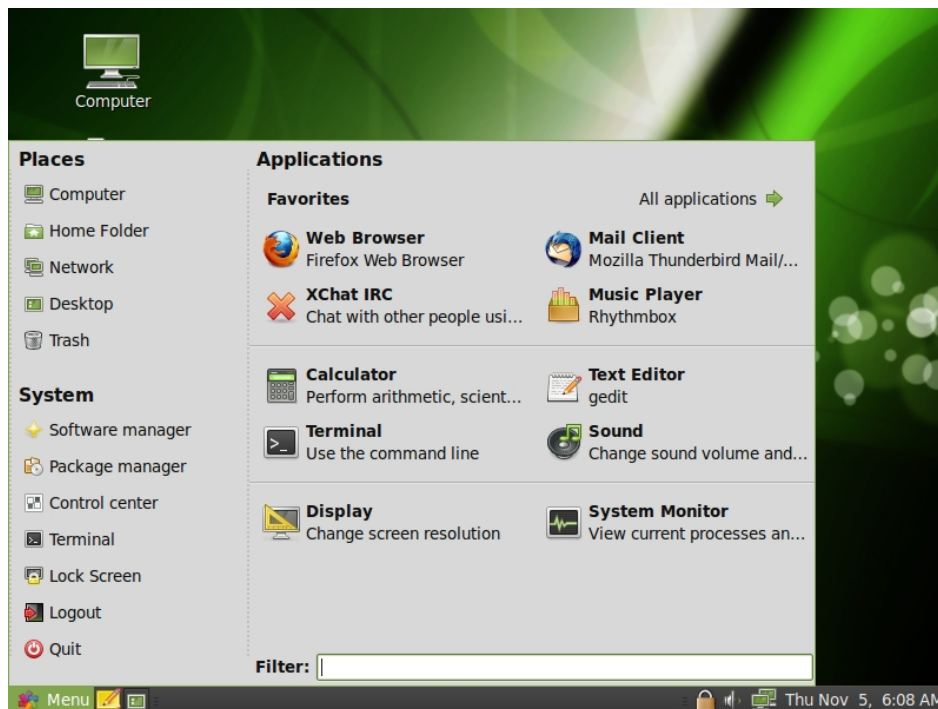 Computer
Places
Computer
Home Folder
Network
Desktop
Trash
System
Software manager
Package manager
Control center
Terminal
Lock Screen
Logout
Quit
Applications
Favorites
All applications
Web Browser
Firefox Web Browser
Mail Client
Mozilla Thunderbird Mail/...
XChat IRC
Chat with other people usi...
Music Player
Rhythmbox
Calculator
Perform arithmetic, scient...
Text Editor
gedit
Terminal
Use the command line
Sound
Change sound volume and...
Display
Change screen resolution
System Monitor
View current processes an...
Filter:
Menu
Thu Nov 5, 6:08 AM